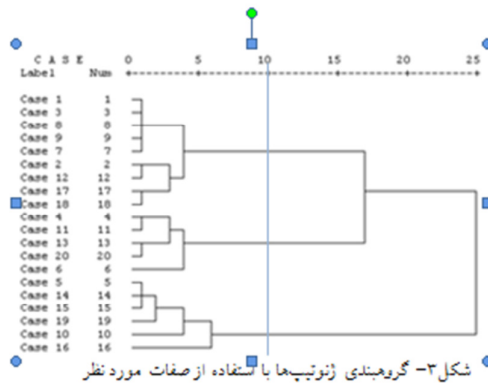 C A S E 0 5 10 15 20 25
Label Num
Case 1 1
Case 3 3
Case 8 8
Case 9 9
Case 7 7
Case 2 2
Case 12 12
Case 17 17
Case 18 18
Case 4 4
Case 11 11
Case 13 13
Case 20 20
Case 6 6
Case 5 5
Case 14 14
Case 15 15
Case 19 19
Case 10 10
Case 16 16
شکل۳- گروهبندی ژنوتیپ‌ها با استفاده از صفات مورد نظر